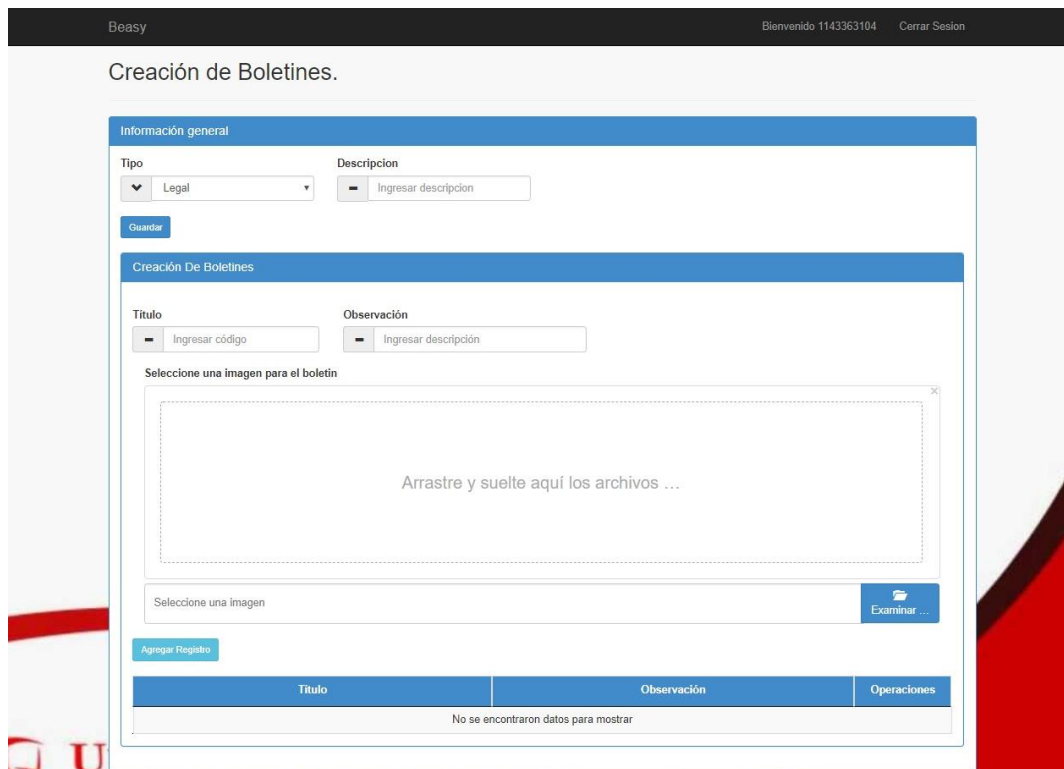 Beasy Bienvenido 1143363104 Cerrar Sesion
Creación de Boletines.
Información general
Tipo Descripcion
Legal Ingresar descripcion
Guardar
Creación De Boletines
Título Observación
Ingresar código Ingresar descripción
Seleccione una imagen para el boletin
×
Arrastre y suelte aquí los archivos …
Seleccione una imagen Examinar …
Agregar Registro
Titulo Observación Operaciones
No se encontraron datos para mostrar
U